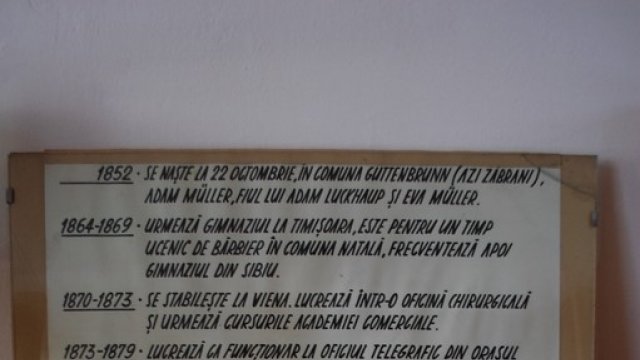 1852 · SE NAȘTE LA 22 OCTOMBRIE, ÎN COMUNA GUTTENBRUNN (AZI ZĂBRANI),
ADAM MÜLLER, FIUL LUI ADAM LUCKHAUP ȘI EVA MÜLLER.
1864-1869 · URMEAZĂ GIMNAZIUL LA TIMIȘOARA, ESTE PENTRU UN TIMP
UCENIC DE BĂRBIER ÎN COMUNA NATALĂ, FRECVENTEAZĂ APOI
GIMNAZIUL DIN SIBIU.
1870-1873 · SE STABILEȘTE LA VIENA. LUCREAZĂ ÎNTR-O OFICINĂ CHIRURGICALĂ
ȘI URMEAZĂ CURSURILE ACADEMIEI COMERCIALE.
1873-1879 · LUCREAZĂ CA FUNCȚIONAR LA OFICIUL TELEGRAFIC DIN ORAȘUL